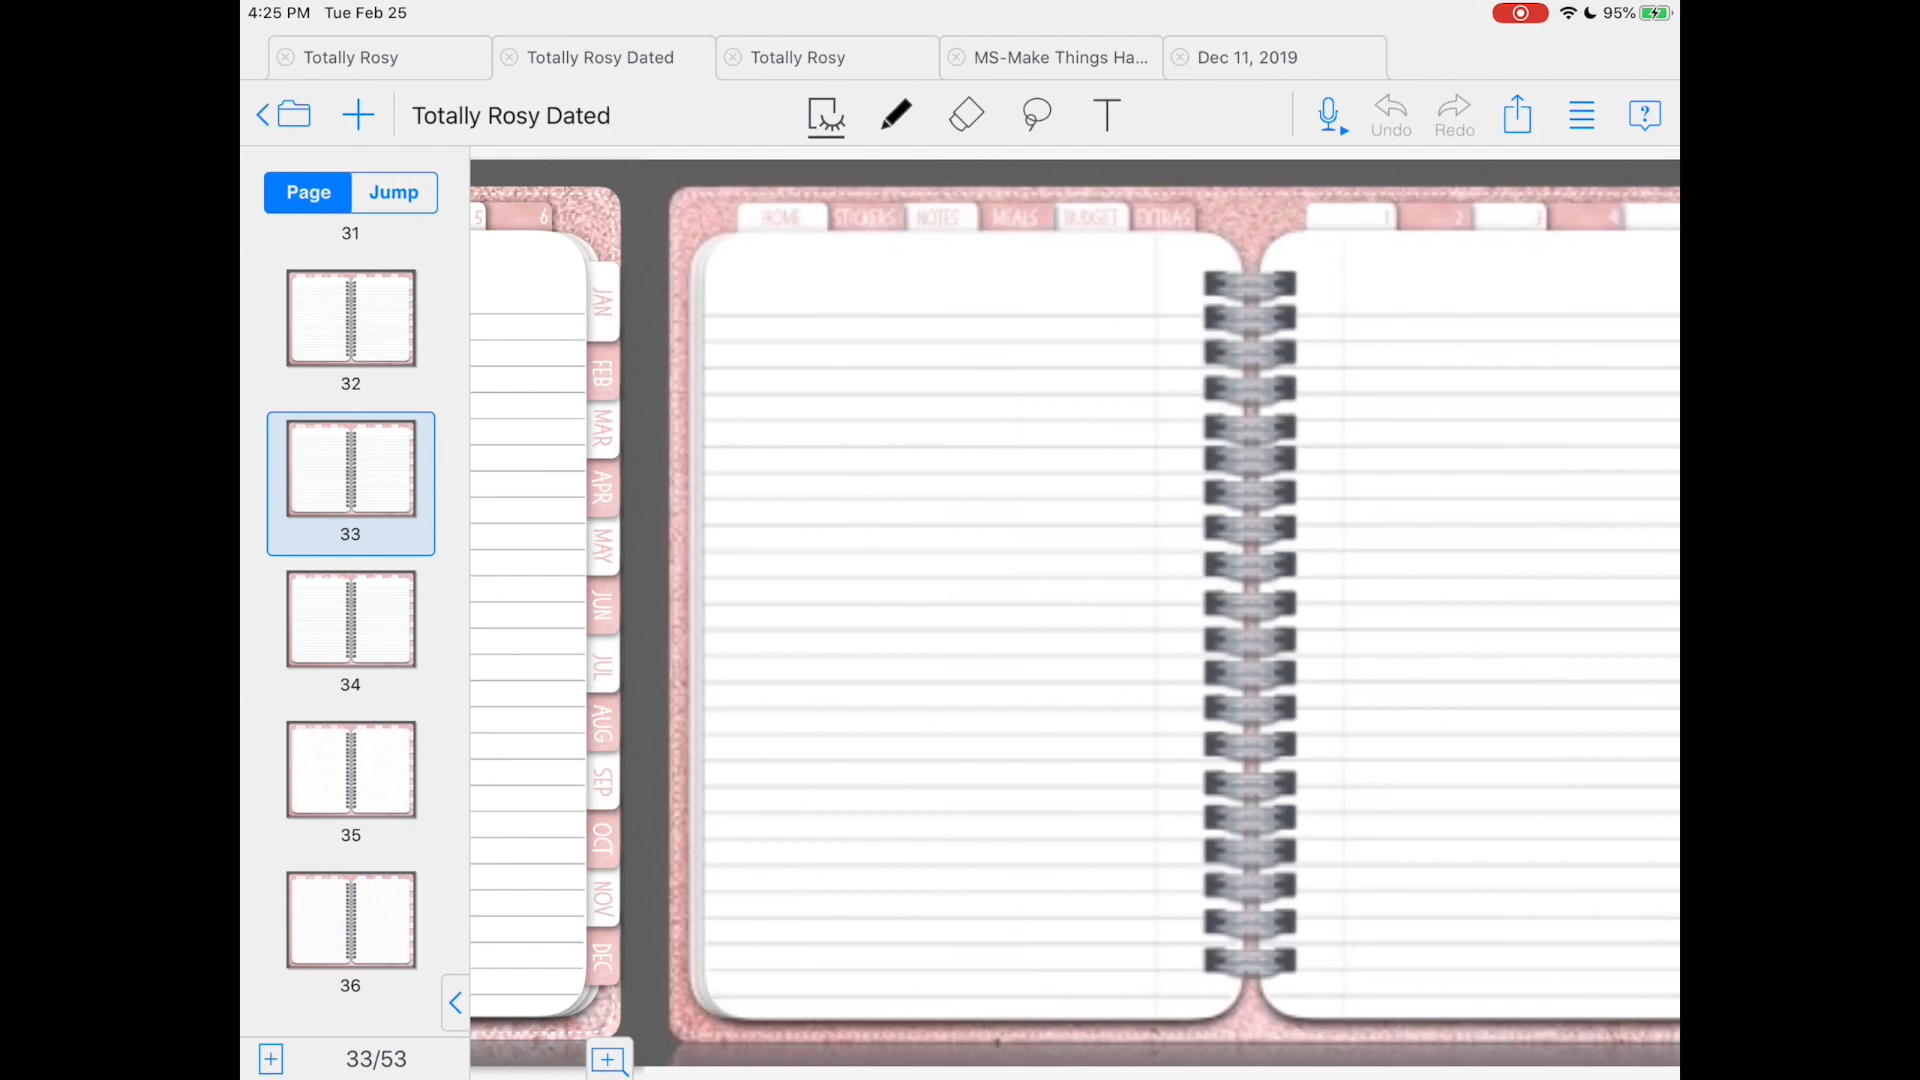 4:25 PM Tue Feb 25
95%
Totally Rosy
Totally Rosy Dated
Totally Rosy
MS-Make Things Ha...
Dec 11, 2019
Totally Rosy Dated
T
Undo
Redo
?
Page
Jump
31
32
33
34
35
36
33/53
5
6
JAN
FEB
MAR
APR
MAY
JUN
JUL
AUG
SEP
OCT
NOV
DEC
HOME
STICKERS
NOTES
MEALS
BUDGET
EXTRAS
1
2
3
4